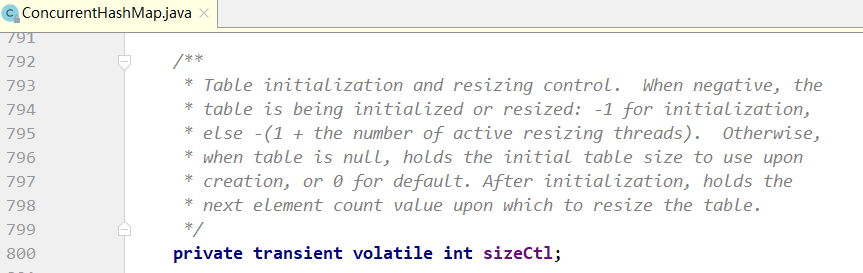 ConcurrentHashMap.java
791
792 /**
793 * Table initialization and resizing control.  When negative, the
794 * table is being initialized or resized: -1 for initialization,
795 * else -(1 + the number of active resizing threads).  Otherwise,
796 * when table is null, holds the initial table size to use upon
797 * creation, or 0 for default. After initialization, holds the
798 * next element count value upon which to resize the table.
799 */
800 private transient volatile int sizeCtl;